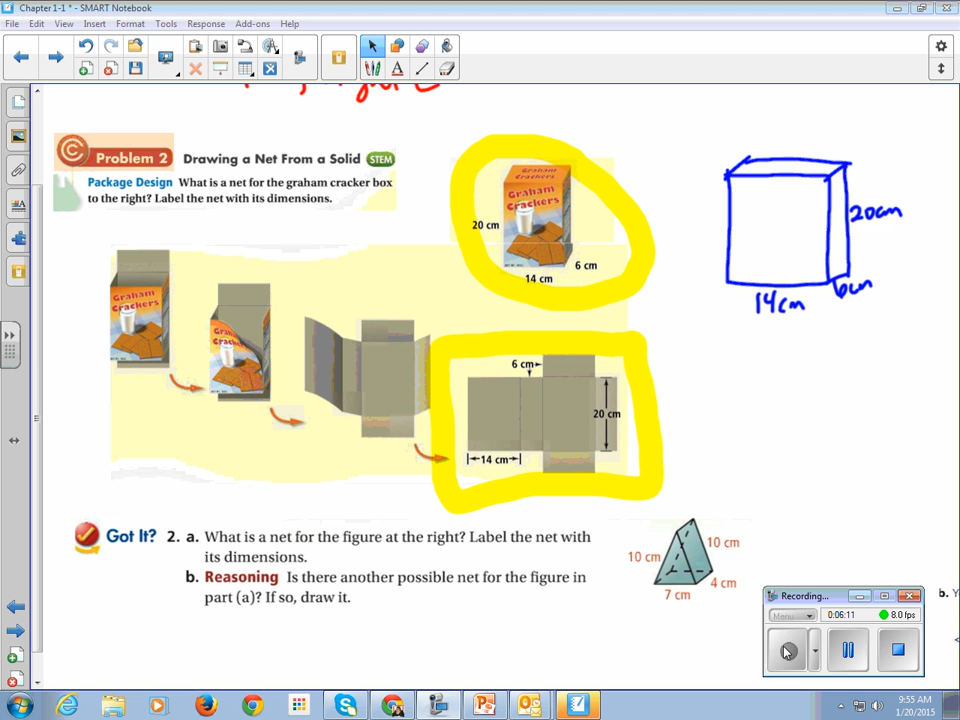 Chapter 1-1 * - SMART Notebook
File Edit View Insert Format Tools Response Add-ons Help
C Problem 2 Drawing a Net From a Solid STEM
Package Design What is a net for the graham cracker box
to the right? Label the net with its dimensions.
Graham
Crackers
20 cm
6 cm
14 cm
20cm
14cm
6cm
Graham
Crackers
6 cm
20 cm
14 cm
Got It? 2. a. What is a net for the figure at the right? Label the net with
its dimensions.
b. Reasoning Is there another possible net for the figure in
part (a)? If so, draw it.
10 cm
10 cm
4 cm
7 cm
b. Y
Recording...
Menu 0:06:11 8.0 fps
9:55 AM
1/20/2015